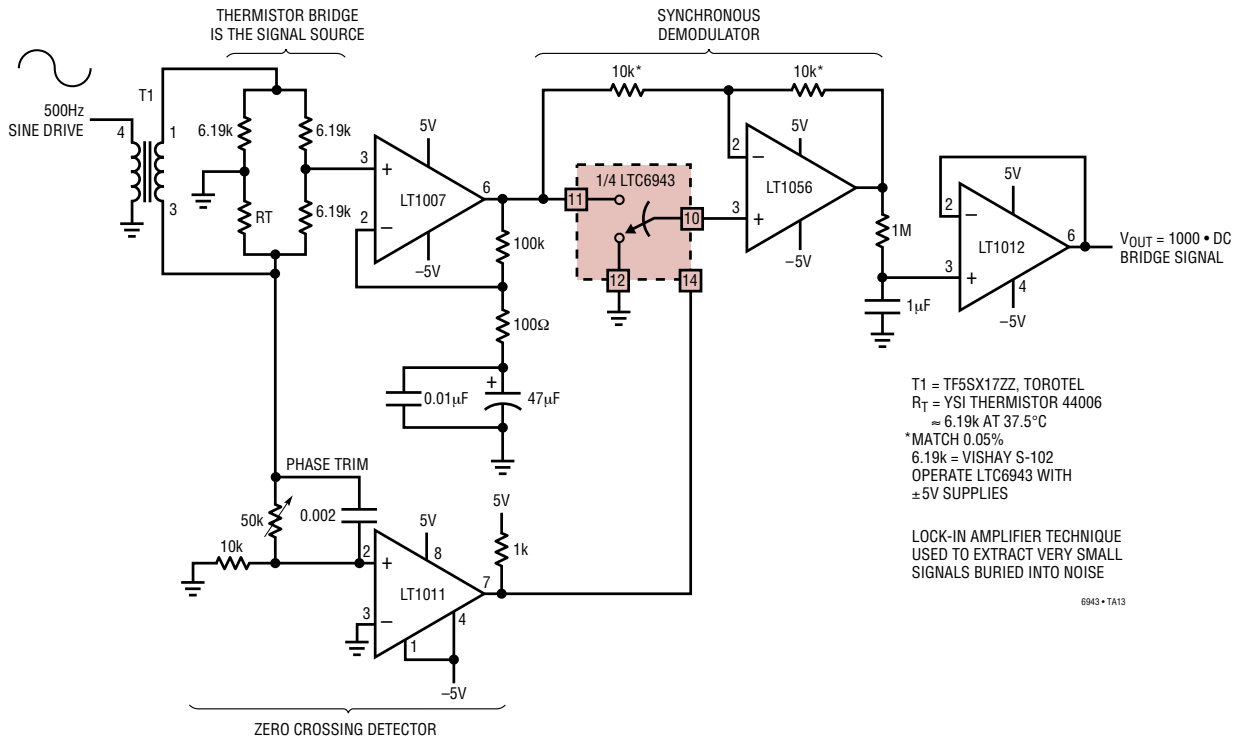 THERMISTOR BRIDGE
IS THE SIGNAL SOURCE
SYNCHRONOUS
DEMODULATOR
500Hz
SINE DRIVE
T1
4
1
3
6.19k
6.19k
RT
6.19k
3
+
2
–
5V
LT1007
–5V
6
100k
100Ω
0.01µF
+
47µF
10k*
10k*
1/4 LTC6943
11
10
12
14
5V
2
–
LT1056
3
+
–5V
1M
1µF
5V
2
–
LT1012
3
+
6
4
–5V
VOUT = 1000 • DC
BRIDGE SIGNAL
T1 = TF5SX17ZZ, TOROTEL
RT = YSI THERMISTOR 44006
≈ 6.19k AT 37.5°C
*MATCH 0.05%
6.19k = VISHAY S-102
OPERATE LTC6943 WITH
±5V SUPPLIES
LOCK-IN AMPLIFIER TECHNIQUE
USED TO EXTRACT VERY SMALL
SIGNALS BURIED INTO NOISE
6943 • TA13
PHASE TRIM
50k
0.002
10k
5V
8
2
+
LT1011
3
–
1
4
7
–5V
5V
1k
ZERO CROSSING DETECTOR